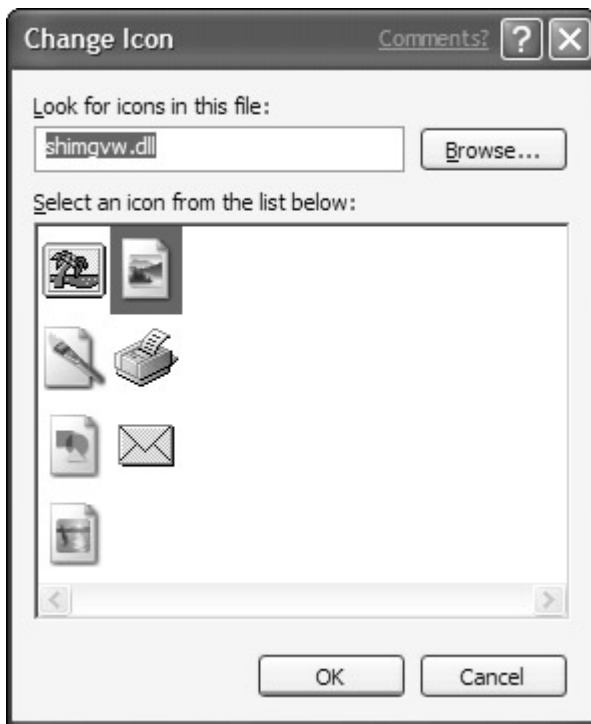 Change Icon Comments? ?
Look for icons in this file:
shimgvw.dll Browse...
Select an icon from the list below:
OK Cancel